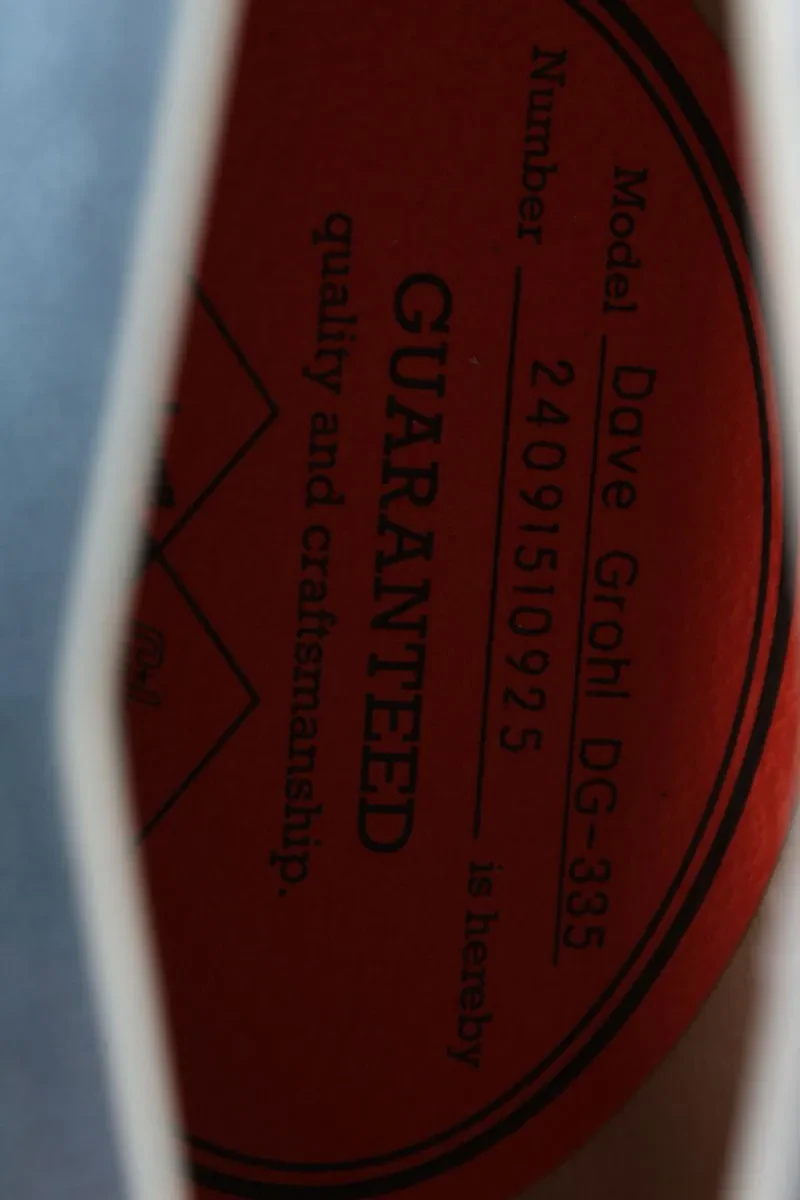 Model Dave Grohl DG-335
Number 24091510925 is hereby
GUARANTEED
quality and craftsmanship.